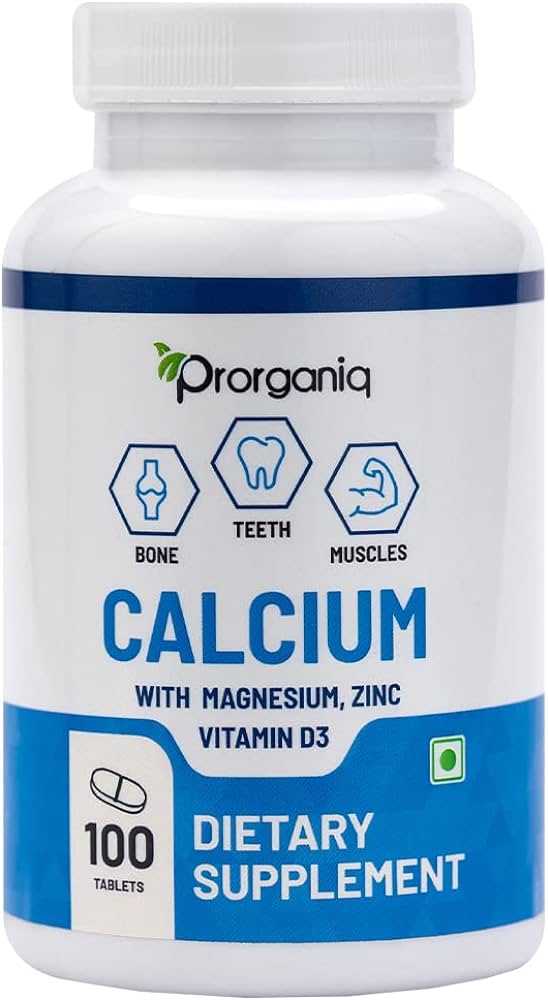 Prorganiq
BONE
TEETH
MUSCLES
CALCIUM
WITH MAGNESIUM, ZINC
VITAMIN D3
100
TABLETS
DIETARY
SUPPLEMENT